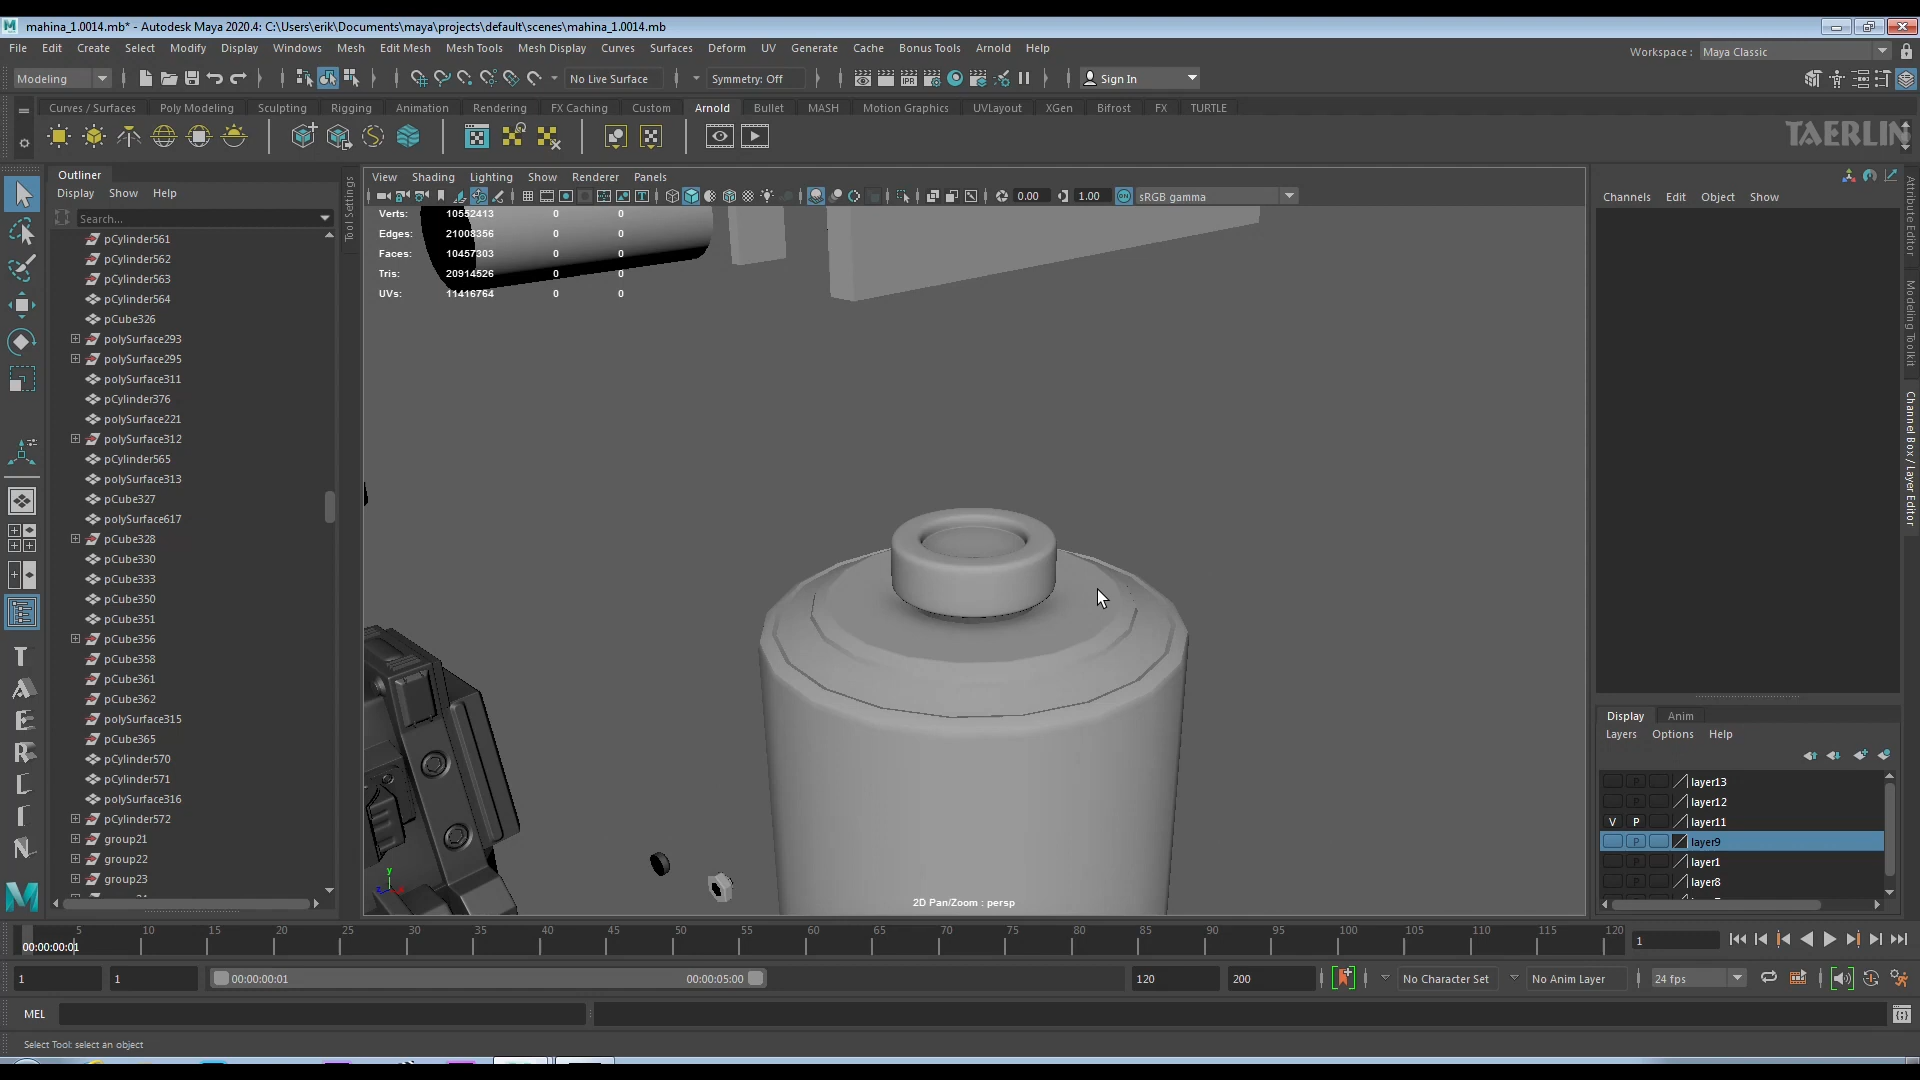 mahina_1.0014.mb* - Autodesk Maya 2020.4: C:\Users\erik\Documents\maya\projects\default\scenes\mahina_1.0014.mb
File Edit Create Select Modify Display Windows Mesh Edit Mesh Mesh Tools Mesh Display Curves Surfaces Deform UV Generate Cache Bonus Tools Arnold Help
Workspace : Maya Classic
Modeling No Live Surface Symmetry: Off Sign In
Curves / Surfaces Poly Modeling Sculpting Rigging Animation Rendering FX Caching Custom Arnold Bullet MASH Motion Graphics UVLayout XGen Bifrost FX TURTLE
TAERLIN
Outliner
Display Show Help
Search...
pCylinder561
pCylinder562
pCylinder563
pCylinder564
pCube326
polySurface293
polySurface295
polySurface311
pCylinder376
polySurface221
polySurface312
pCylinder565
polySurface313
pCube327
polySurface617
pCube328
pCube330
pCube333
pCube350
pCube351
pCube356
pCube358
pCube361
pCube362
polySurface315
pCube365
pCylinder570
pCylinder571
polySurface316
pCylinder572
group21
group22
group23
Tool Settings
View Shading Lighting Show Renderer Panels
0.00 1.00 ON sRGB gamma
Verts: 10552413 0 0
Edges: 21008356 0 0
Faces: 10457303 0 0
Tris: 20914526 0 0
UVs: 11416764 0 0
y
2D Pan/Zoom : persp
Channels Edit Object Show
Attribute Editor
Modeling Toolkit
Channel Box / Layer Editor
Display Anim
Layers Options Help
P layer13
P layer12
V P layer11
P layer9
P layer1
P layer8
5 10 15 20 25 30 35 40 45 50 55 60 65 70 75 80 85 90 95 100 105 110 115 120
00:00:00:01
1
1 1 00:00:00:01 00:00:05:00 120 200 No Character Set No Anim Layer 24 fps
MEL
Select Tool: select an object